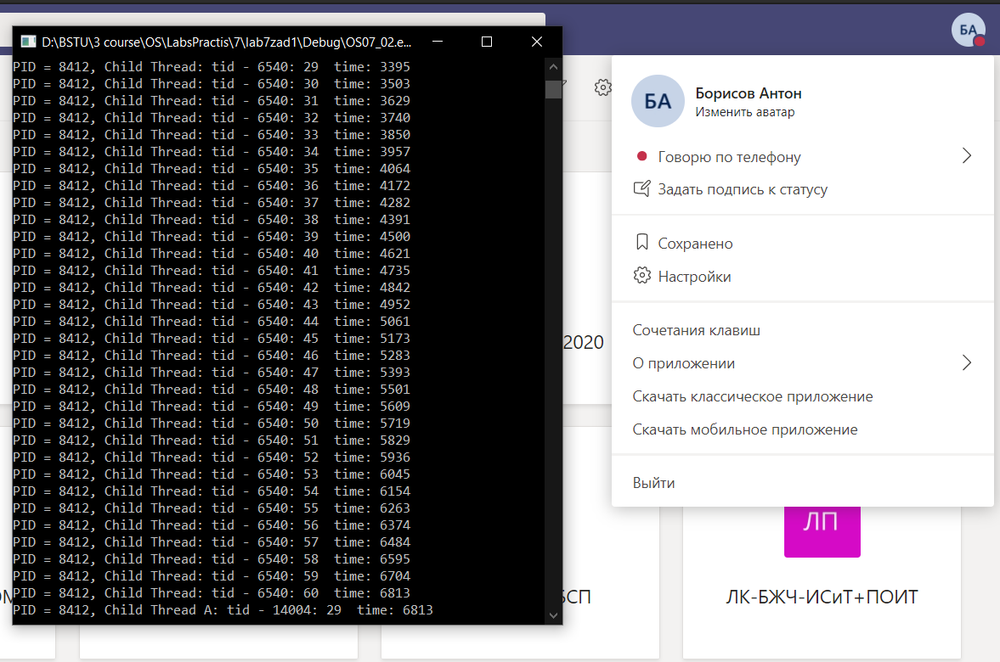 D:\BSTU\3 course\OS\LabsPractis\7\lab7zad1\Debug\OS07_02.e...
PID = 8412, Child Thread: tid - 6540: 29  time: 3395
PID = 8412, Child Thread: tid - 6540: 30  time: 3503
PID = 8412, Child Thread: tid - 6540: 31  time: 3629
PID = 8412, Child Thread: tid - 6540: 32  time: 3740
PID = 8412, Child Thread: tid - 6540: 33  time: 3850
PID = 8412, Child Thread: tid - 6540: 34  time: 3957
PID = 8412, Child Thread: tid - 6540: 35  time: 4064
PID = 8412, Child Thread: tid - 6540: 36  time: 4172
PID = 8412, Child Thread: tid - 6540: 37  time: 4282
PID = 8412, Child Thread: tid - 6540: 38  time: 4391
PID = 8412, Child Thread: tid - 6540: 39  time: 4500
PID = 8412, Child Thread: tid - 6540: 40  time: 4621
PID = 8412, Child Thread: tid - 6540: 41  time: 4735
PID = 8412, Child Thread: tid - 6540: 42  time: 4842
PID = 8412, Child Thread: tid - 6540: 43  time: 4952
PID = 8412, Child Thread: tid - 6540: 44  time: 5061
PID = 8412, Child Thread: tid - 6540: 45  time: 5173
PID = 8412, Child Thread: tid - 6540: 46  time: 5283
PID = 8412, Child Thread: tid - 6540: 47  time: 5393
PID = 8412, Child Thread: tid - 6540: 48  time: 5501
PID = 8412, Child Thread: tid - 6540: 49  time: 5609
PID = 8412, Child Thread: tid - 6540: 50  time: 5719
PID = 8412, Child Thread: tid - 6540: 51  time: 5829
PID = 8412, Child Thread: tid - 6540: 52  time: 5936
PID = 8412, Child Thread: tid - 6540: 53  time: 6045
PID = 8412, Child Thread: tid - 6540: 54  time: 6154
PID = 8412, Child Thread: tid - 6540: 55  time: 6263
PID = 8412, Child Thread: tid - 6540: 56  time: 6374
PID = 8412, Child Thread: tid - 6540: 57  time: 6484
PID = 8412, Child Thread: tid - 6540: 58  time: 6595
PID = 8412, Child Thread: tid - 6540: 59  time: 6704
PID = 8412, Child Thread: tid - 6540: 60  time: 6813
PID = 8412, Child Thread A: tid - 14004: 29  time: 6813
БА
БА
Борисов Антон
Изменить аватар
Говорю по телефону
Задать подпись к статусу
Сохранено
Настройки
Сочетания клавиш
О приложении
Скачать классическое приложение
Скачать мобильное приложение
Выйти
2020
ЛП
ЛК-БЖЧ-ИСиТ+ПОИТ